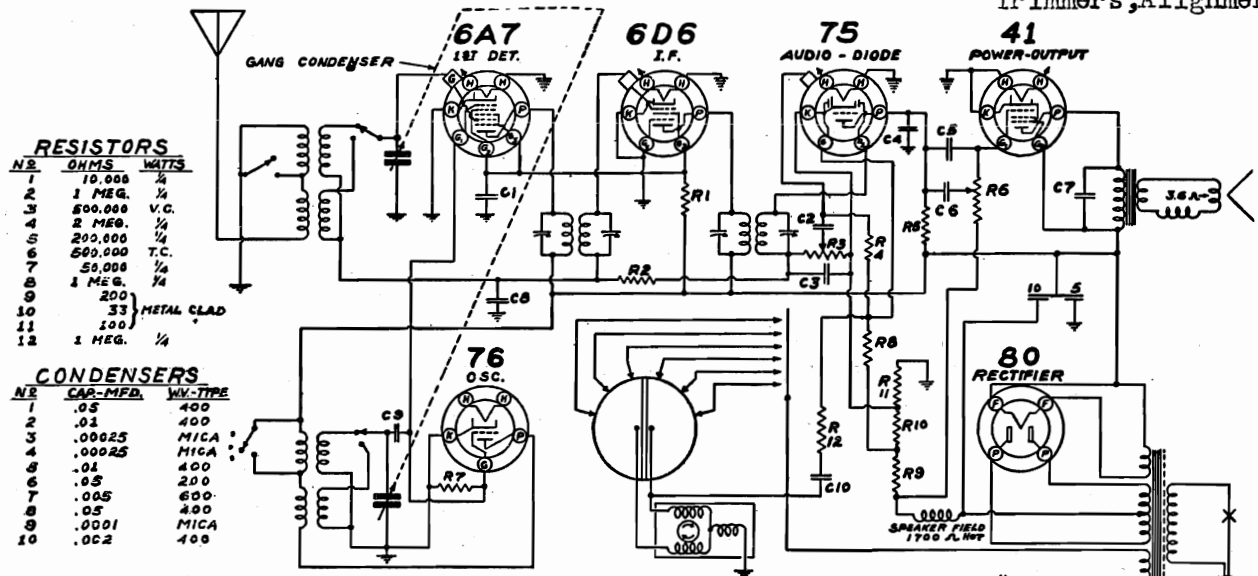 Trimmers, Alignmen
6A7
1ST DET.
6D6
I.F.
75
AUDIO - DIODE
41
POWER-OUTPUT
GANG CONDENSER
RESISTORS
Nº OHMS WATTS
1 10,000 ¼
2 1 MEG. ¼
3 500,000 V.C.
4 2 MEG. ¼
5 200,000 ¼
6 500,000 T.C.
7 50,000 ¼
8 1 MEG. ¼
9 200
10 33 METAL CLAD
11 100
12 1 MEG. ¼
CONDENSERS
Nº CAP.-MFD. W.V.-TYPE
1 .05 400
2 .01 400
3 .00025 MICA
4 .00025 MICA
5 .01 400
6 .05 200
7 .005 600
8 .05 400
9 .0001 MICA
10 .002 400
G H H
K P
H H
K P
H H
K P
H H
K P
C1
R1
C2
R3
C3
R4
C4
C5
C6
R5
R6
C7
3.6 Ω
R2
C8
10 5
76
OSC.
H H
K P
G
C9
R7
R8
R11
R10
R9
R12
C10
80
RECTIFIER
F F
P P
SPEAKER FIELD
1700 Ω HOT